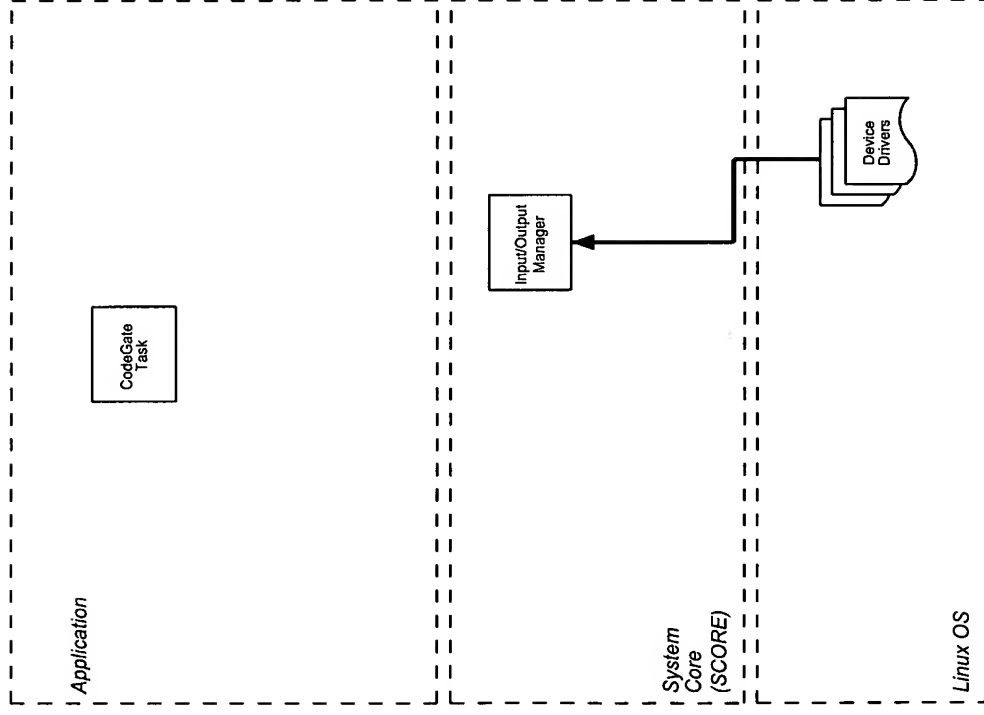 Application
CodeGate
Task
System
Core
(SCORE)
Input/Output
Manager
Linux OS
Device
Drivers